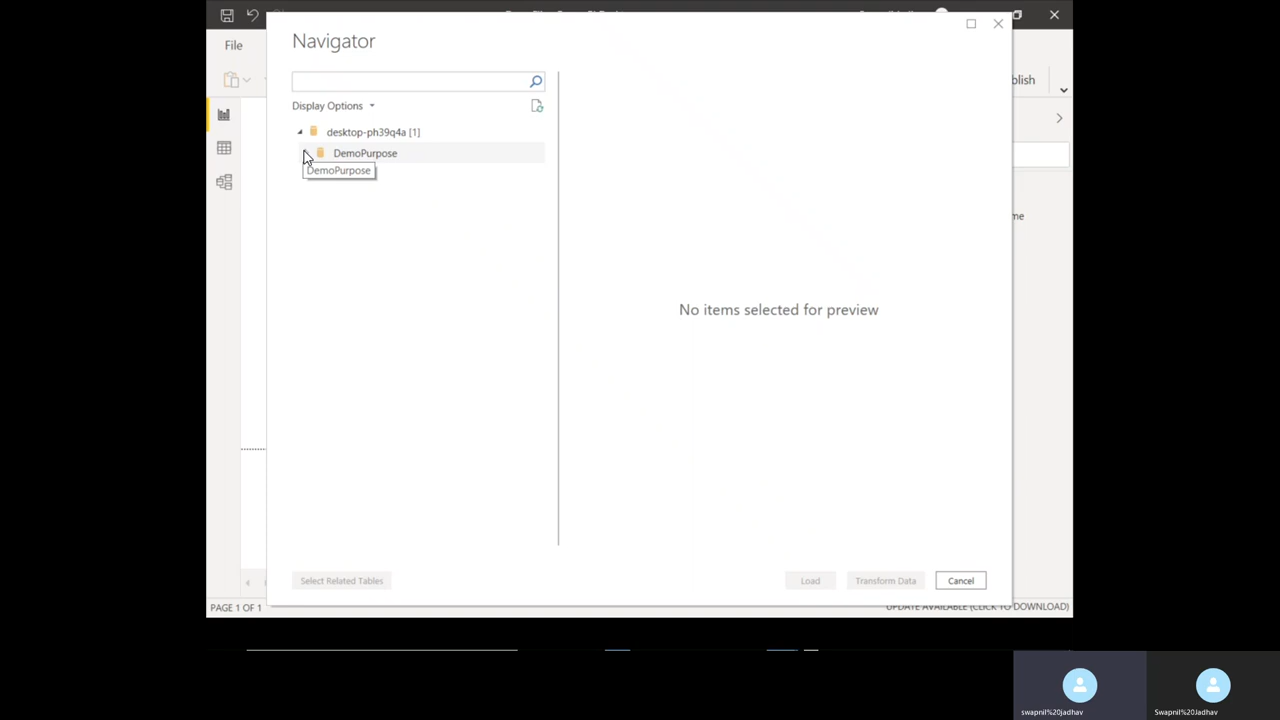 Navigator
File
blish
Display Options
desktop-ph39q4a [1]
DemoPurpose
DemoPurpose
me
No items selected for preview
Select Related Tables
Load
Transform Data
Cancel
PAGE 1 OF 1
UPDATE AVAILABLE (CLICK TO DOWNLOAD)
swapnil%20jadhav
Swapnil%20Jadhav